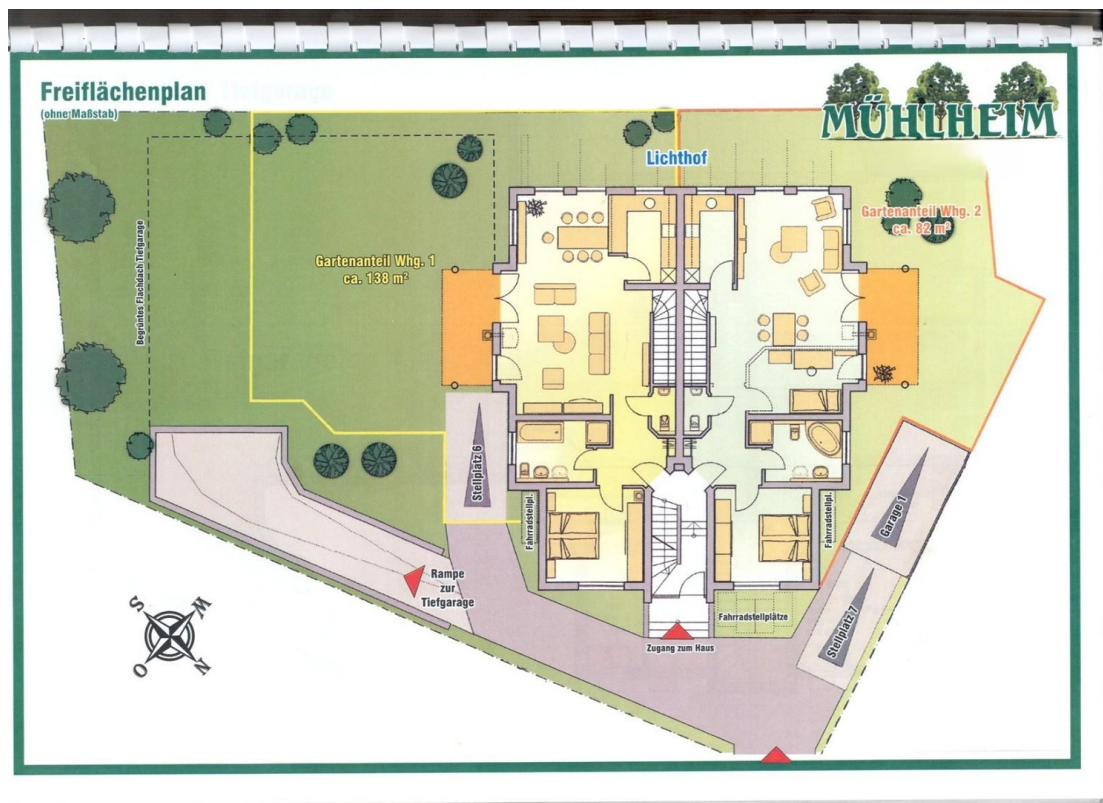 Freiflächenplan
(ohne Maßstab)
MÜHLHEIM
Lichthof
Gartenanteil Whg. 2
ca. 82 m²
Gartenanteil Whg. 1
ca. 138 m²
Begrüntes Flachdach Tiefgarage
Stellplatz 6
Fahrradstellpl.
Fahrradstellpl.
Garage 1
Rampe
zur
Tiefgarage
Fahrradstellplätze
Stellplatz 7
Zugang zum Haus
S
W
O
N